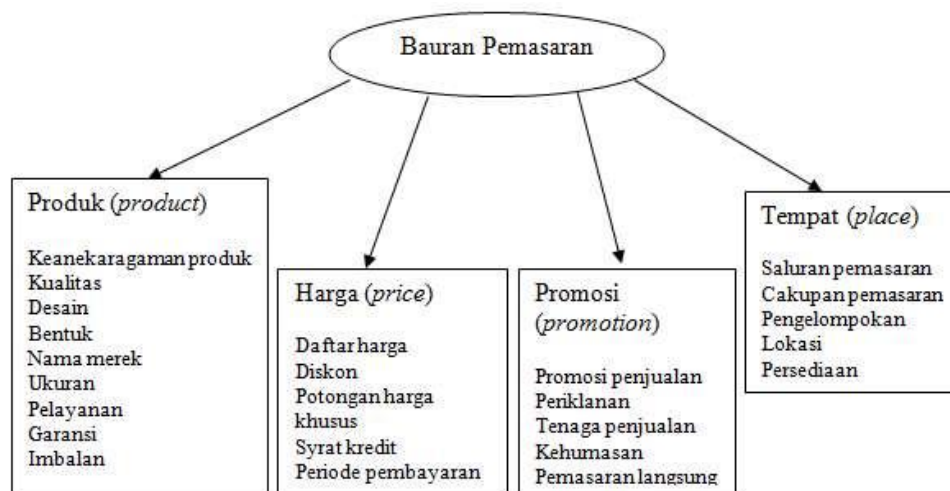 Bauran Pemasaran
Produk (product)
Keanekaragaman produk
Kualitas
Desain
Bentuk
Nama merek
Ukuran
Pelayanan
Garansi
Imbalan
Harga (price)
Daftar harga
Diskon
Potongan harga
khusus
Syrat kredit
Periode pembayaran
Promosi
(promotion)
Promosi penjualan
Periklanan
Tenaga penjualan
Kehumasan
Pemasaran langsung
Tempat (place)
Saluran pemasaran
Cakupan pemasaran
Pengelompokan
Lokasi
Persediaan